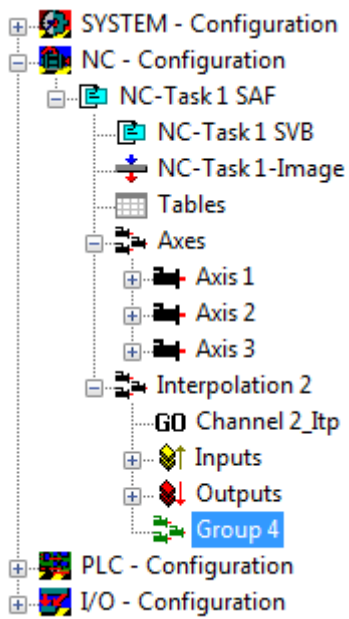 SYSTEM - Configuration
NC - Configuration
NC-Task 1 SAF
NC-Task 1 SVB
NC-Task 1-Image
Tables
Axes
Axis 1
Axis 2
Axis 3
Interpolation 2
GO Channel 2_Itp
Inputs
Outputs
Group 4
PLC - Configuration
I/O - Configuration